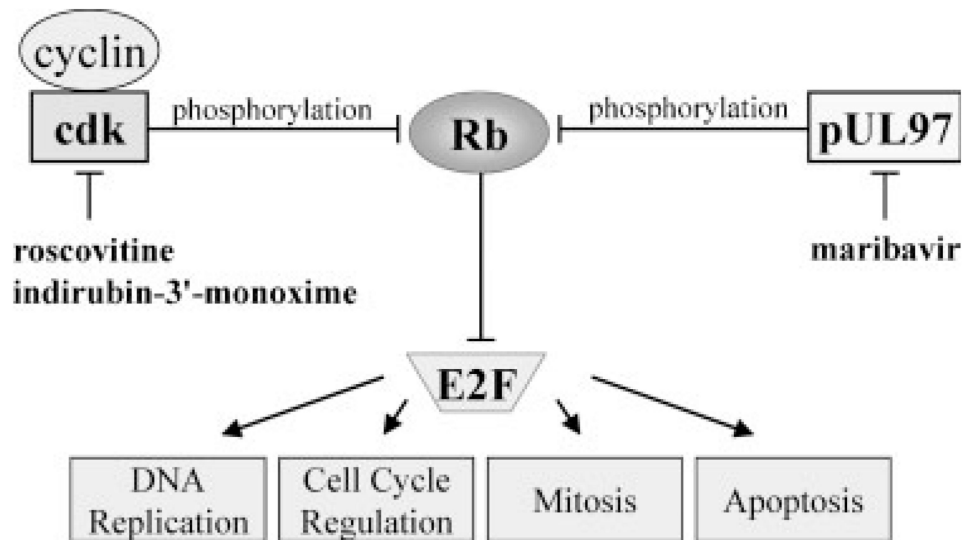 cyclin
cdk
phosphorylation
Rb
phosphorylation
pUL97
roscovitine
indirubin-3'-monoxime
maribavir
E2F
DNA
Replication
Cell Cycle
Regulation
Mitosis
Apoptosis